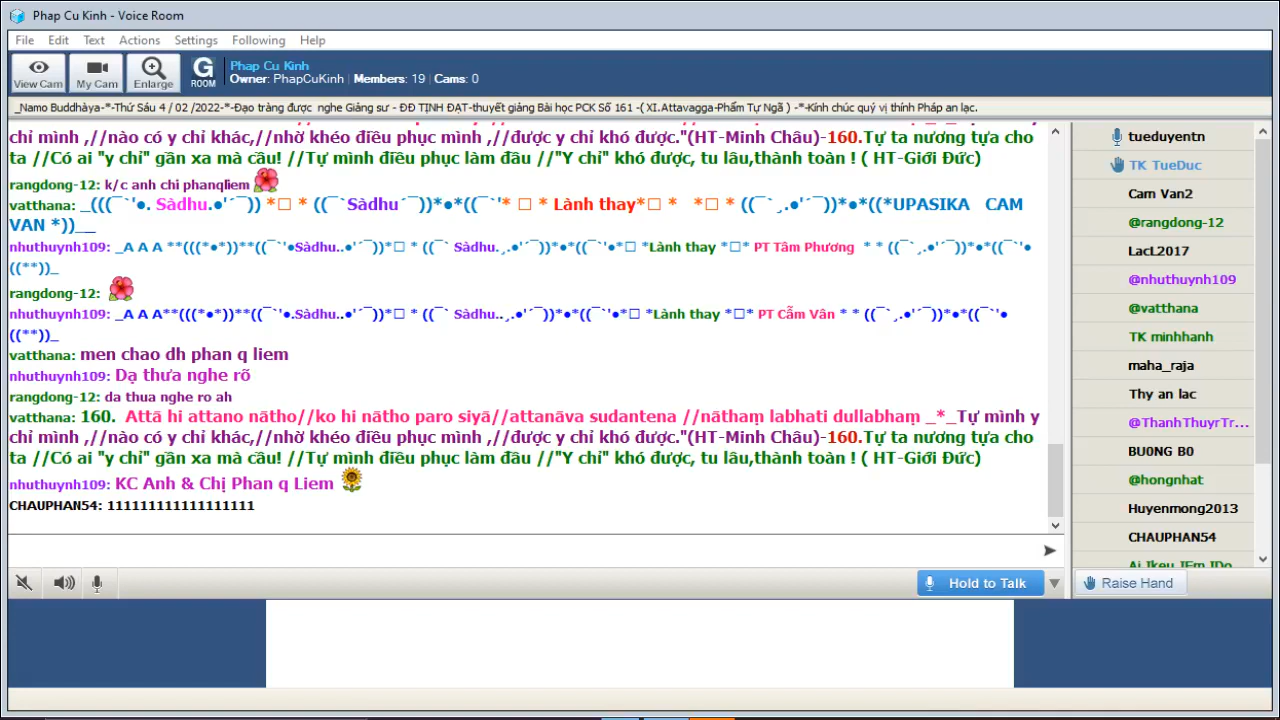 Phap Cu Kinh - Voice Room
File Edit Text Actions Settings Following Help
View Cam My Cam Enlarge G ROOM
Phap Cu Kinh
Owner: PhapCuKinh Members: 19 Cams: 0
_Namo Buddhàya-*-Thứ Sáu 4 / 02 /2022-*-Đạo tràng được nghe Giảng sư - ĐĐ TỊNH ĐẠT-thuyết giảng Bài học PCK Số 161 -( XI.Attavagga-Phẩm Tự Ngã ) -*-Kính chúc quý vị thính Pháp an lạc.
chỉ mình ,//nào có y chỉ khác,//nhờ khéo điều phục mình ,//được y chỉ khó được."(HT-Minh Châu)-160.Tự ta nương tựa cho
ta //Có ai "y chỉ" gần xa mà cầu! //Tự mình điều phục làm đầu //"Y chỉ" khó được, tu lâu,thành toàn ! ( HT-Giới Đức)
rangdong-12: k/c anh chi phanqliem
vatthana: _(((¯`'●. Sàdhu.●'´¯)) *□ * ((¯`Sàdhu´¯))*●*((¯`'* □ * Lành thay*□ * *□ * ((¯`¸.●'´¯))*●*((*UPASIKA CAM
VAN *))__
nhuthuynh109: _A A A **(((*●*))**((¯`'●Sàdhu..●'´¯))*□ * ((¯` Sàdhu.¸.●'´¯))*●*((¯`'●*□ *Lành thay *□* PT Tâm Phương * * ((¯`¸.●'´¯))*●*((¯`'●
((**))_
rangdong-12:
nhuthuynh109: _A A A**(((*●*))**((¯`'●.Sàdhu..●'´¯))*□ * ((¯` Sàdhu..¸.●'´¯))*●*((¯`'●*□ *Lành thay *□* PT Cẩm Vân * * ((¯`¸.●'´¯))*●*((¯`'●
((**))_
vatthana: men chao dh phan q liem
nhuthuynh109: Dạ thưa nghe rõ
rangdong-12: da thua nghe ro ah
vatthana: 160. Attā hi attano nātho//ko hi nātho paro siyā//attanāva sudantena //nāthaṃ labhati dullabhaṃ _*_Tự mình y
chỉ mình ,//nào có y chỉ khác,//nhờ khéo điều phục mình ,//được y chỉ khó được."(HT-Minh Châu)-160.Tự ta nương tựa cho
ta //Có ai "y chỉ" gần xa mà cầu! //Tự mình điều phục làm đầu //"Y chỉ" khó được, tu lâu,thành toàn ! ( HT-Giới Đức)
nhuthuynh109: KC Anh & Chị Phan q Liem
CHAUPHAN54: 111111111111111111
Hold to Talk
tueduyentn
TK TueDuc
Cam Van2
@rangdong-12
LacL2017
@nhuthuynh109
@vatthana
TK minhhanh
maha_raja
Thy an lac
@ThanhThuyrTr...
BU0NG B0
@hongnhat
Huyenmong2013
CHAUPHAN54
Ai Ikeu IEm IDo
Raise Hand